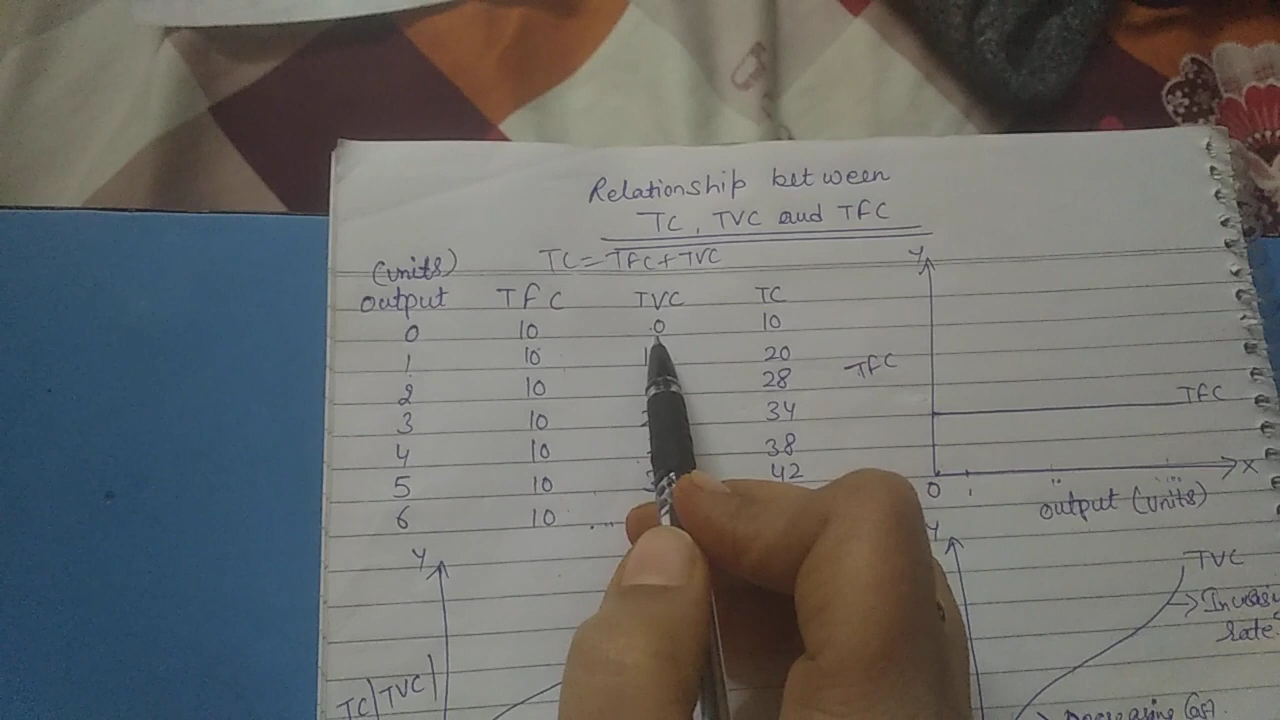 Relationship between
TC, TVC and TFC
TC = TFC + TVC
(units)
output TFC TVC TC
0 10 0 10
1 10 20
2 10 28
3 10 34
4 10 38
5 10 42
6 10
Y
TFC
TFC
X
0
output (units)
Y
TC/TVC
Y
TVC
→ Increasing
rate